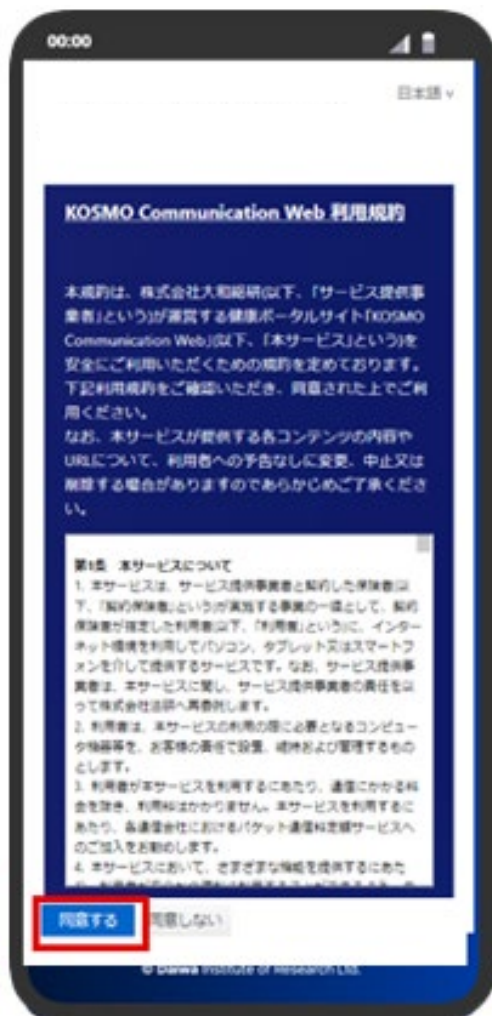 00:00
日本語 ∨
KOSMO Communication Web 利用規約
本規約は、株式会社大和総研(以下、「サービス提供事
業者」という)が運営する健康ポータルサイト「KOSMO
Communication Web」(以下、「本サービス」という)を
安全にご利用いただくための規約を定めております。
下記利用規約をご確認いただき、同意された上でご利
用ください。
なお、本サービスが提供する各コンテンツの内容や
URLについて、利用者への予告なしに変更、中止又は
削除する場合がありますのであらかじめご了承くださ
い。
第1条 本サービスについて
1. 本サービスは、サービス提供事業者と契約した保険者(以
下、「契約保険者」という)が実施する事業の一環として、契約
保険者が指定した利用者(以下、「利用者」という)に、インター
ネット環境を利用してパソコン、タブレット又はスマートフ
ォンを介して提供するサービスです。なお、サービス提供事
業者は、本サービスに関し、サービス提供事業者の責任を以
って株式会社法研へ再委託します。
2. 利用者は、本サービスの利用の際に必要となるコンピュー
タ機器等を、お客様の責任で設置、維持および管理するもの
とします。
3. 利用者が本サービスを利用するにあたり、通信にかかる料
金を除き、利用料はかかりません。本サービスを利用するに
あたり、各通信会社におけるパケット通信料定額サービスへ
のご加入をお勧めします。
4. 本サービスにおいて、さまざまな機能を提供するにあた
同意する 同意しない
© Daiwa Institute of Research Ltd.